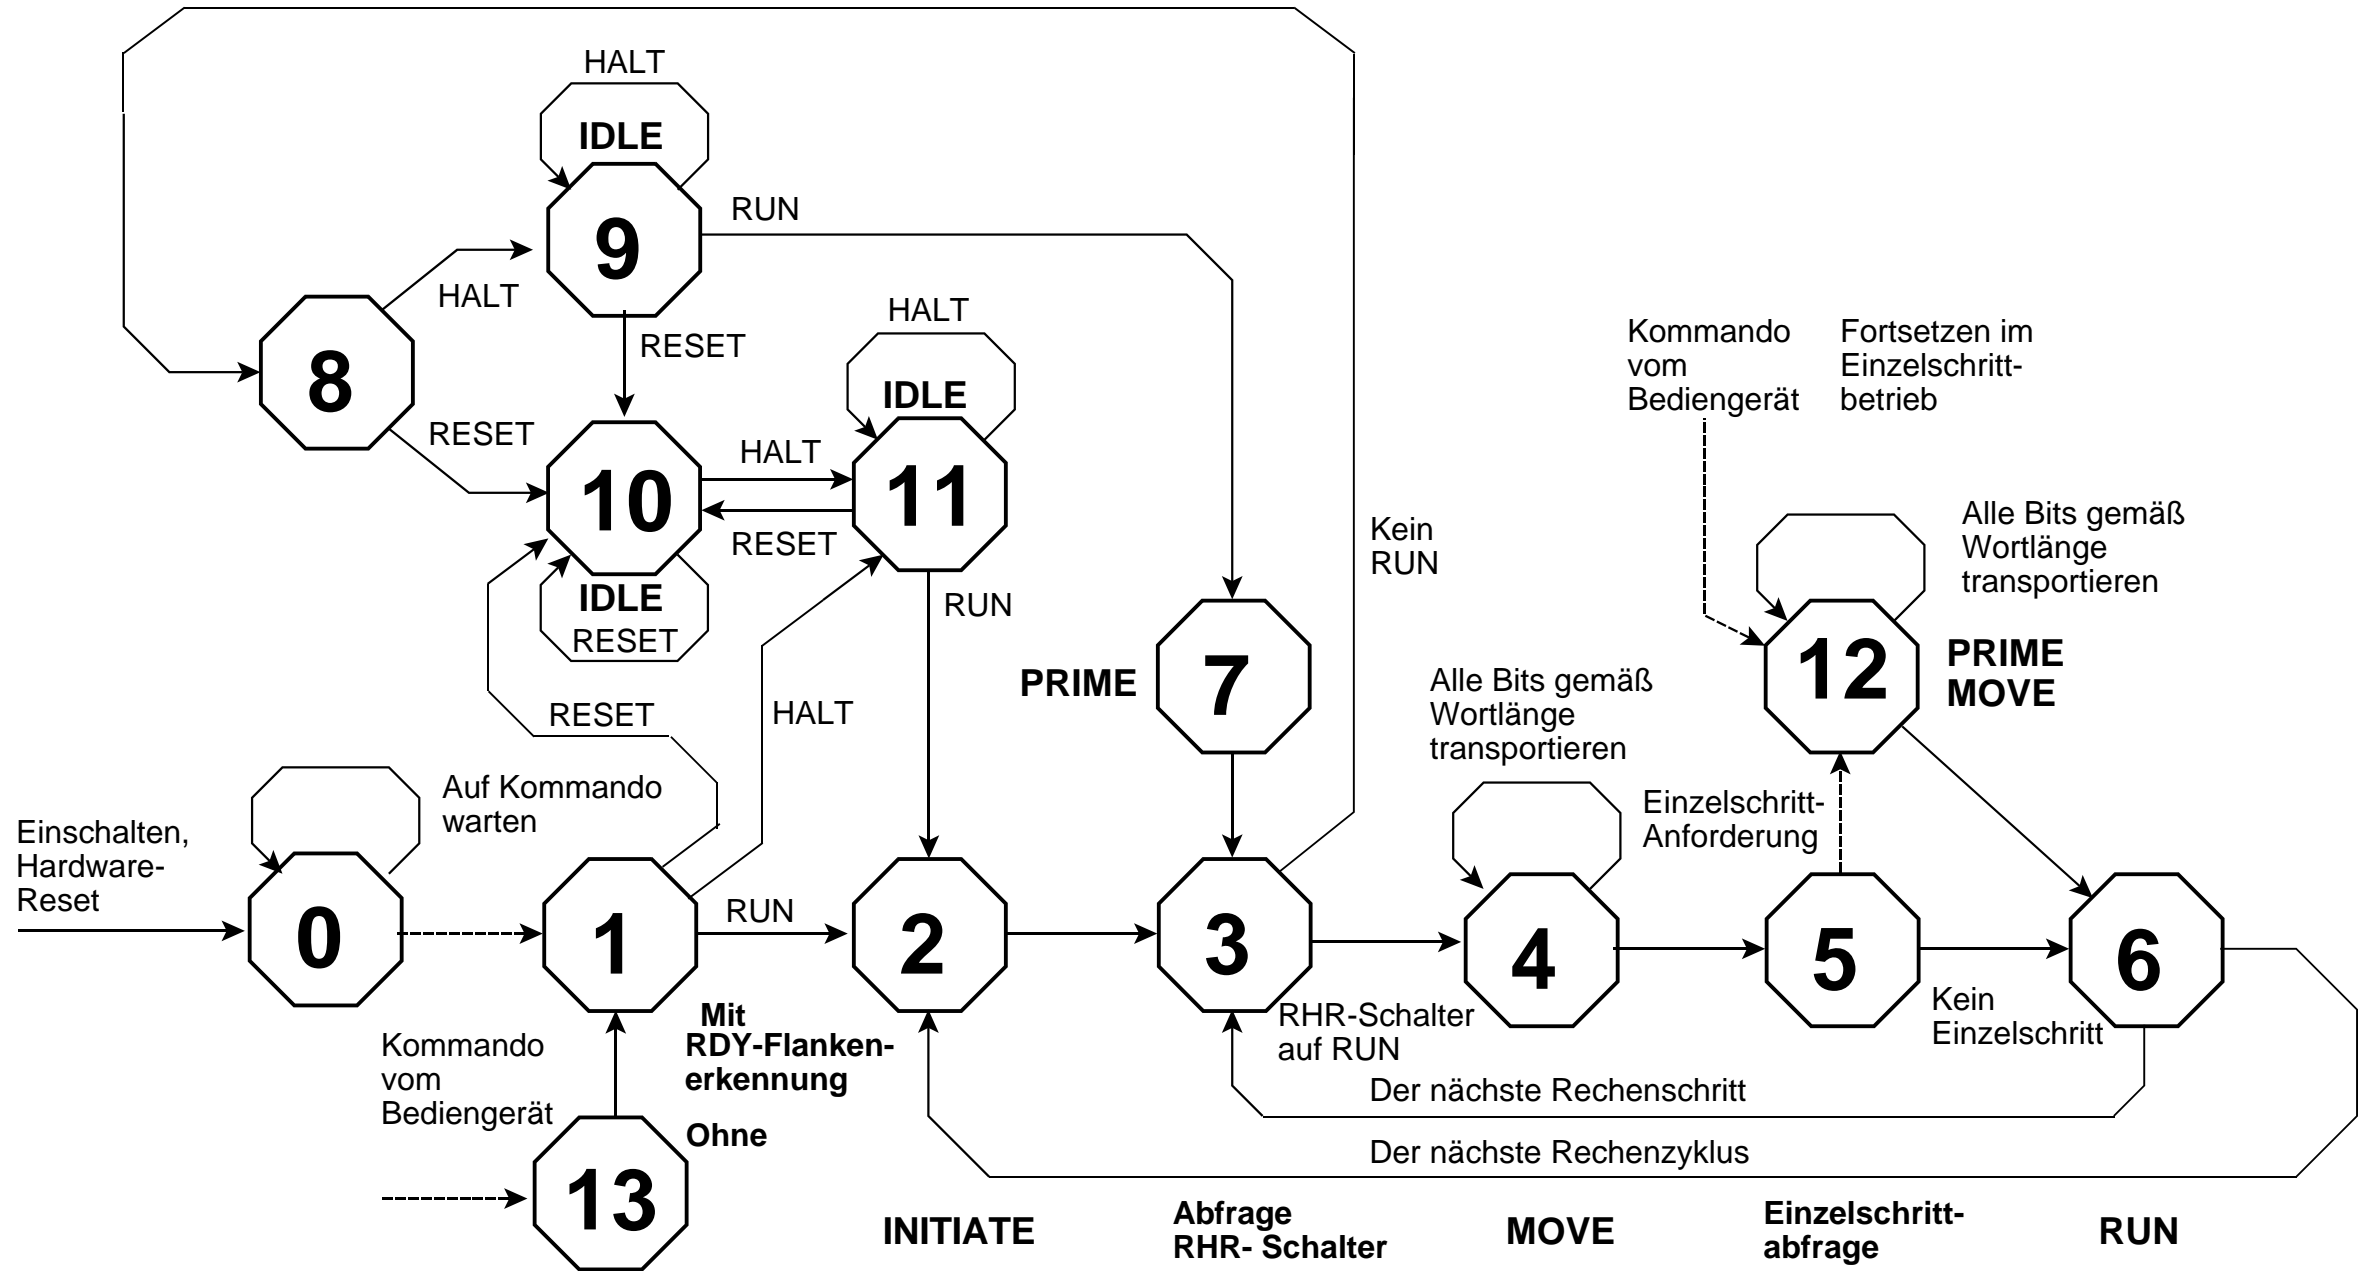 HALT
IDLE
9
RUN
HALT
RESET
8
RESET
HALT
IDLE
10
HALT
11
RESET
IDLE
RESET
RUN
Kein
RUN
Kommando
vom
Bediengerät
Fortsetzen im
Einzelschritt-
betrieb
Alle Bits gemäß
Wortlänge
transportieren
12
PRIME
MOVE
PRIME
7
Alle Bits gemäß
Wortlänge
transportieren
RESET
HALT
Auf Kommando
warten
Einzelschritt-
Anforderung
Einschalten,
Hardware-
Reset
0
1
RUN
2
3
4
5
6
Kein
Einzelschritt
RHR-Schalter
auf RUN
Mit
RDY-Flanken-
erkennung
Ohne
Kommando
vom
Bediengerät
13
Der nächste Rechenschritt
Der nächste Rechenzyklus
INITIATE
Abfrage
RHR- Schalter
MOVE
Einzelschritt-
abfrage
RUN